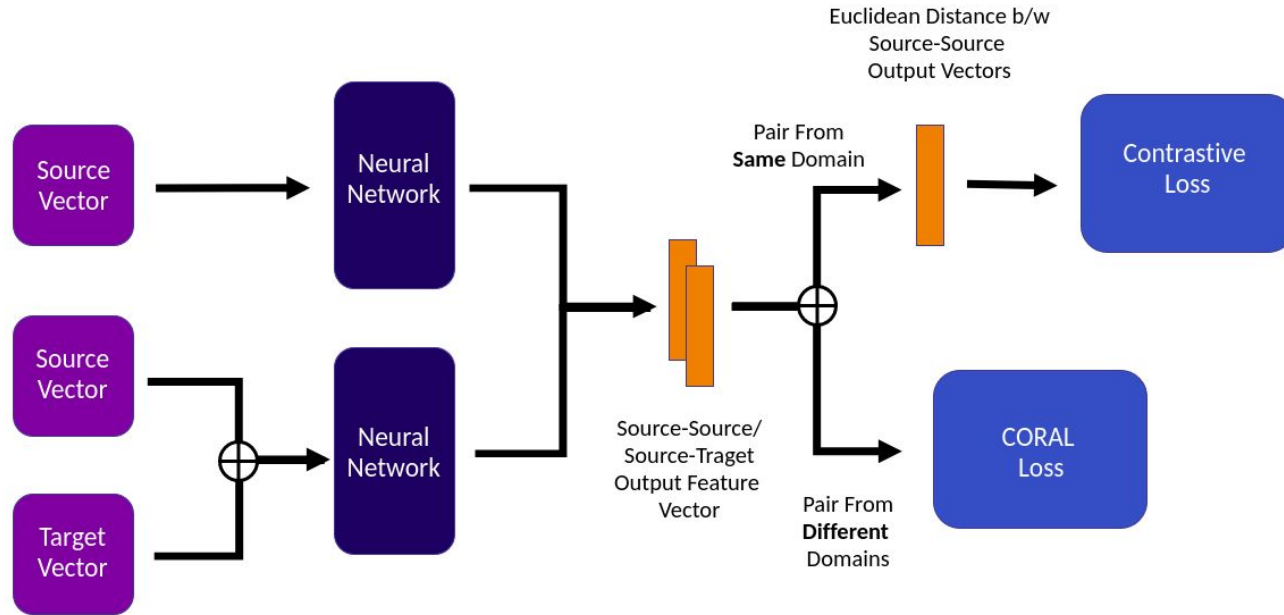 Source
Vector
Source
Vector
Target
Vector
Neural
Network
Neural
Network
Source-Source/
Source-Traget
Output Feature
Vector
Pair From
Same Domain
Euclidean Distance b/w
Source-Source
Output Vectors
Contrastive
Loss
Pair From
Different
Domains
CORAL
Loss